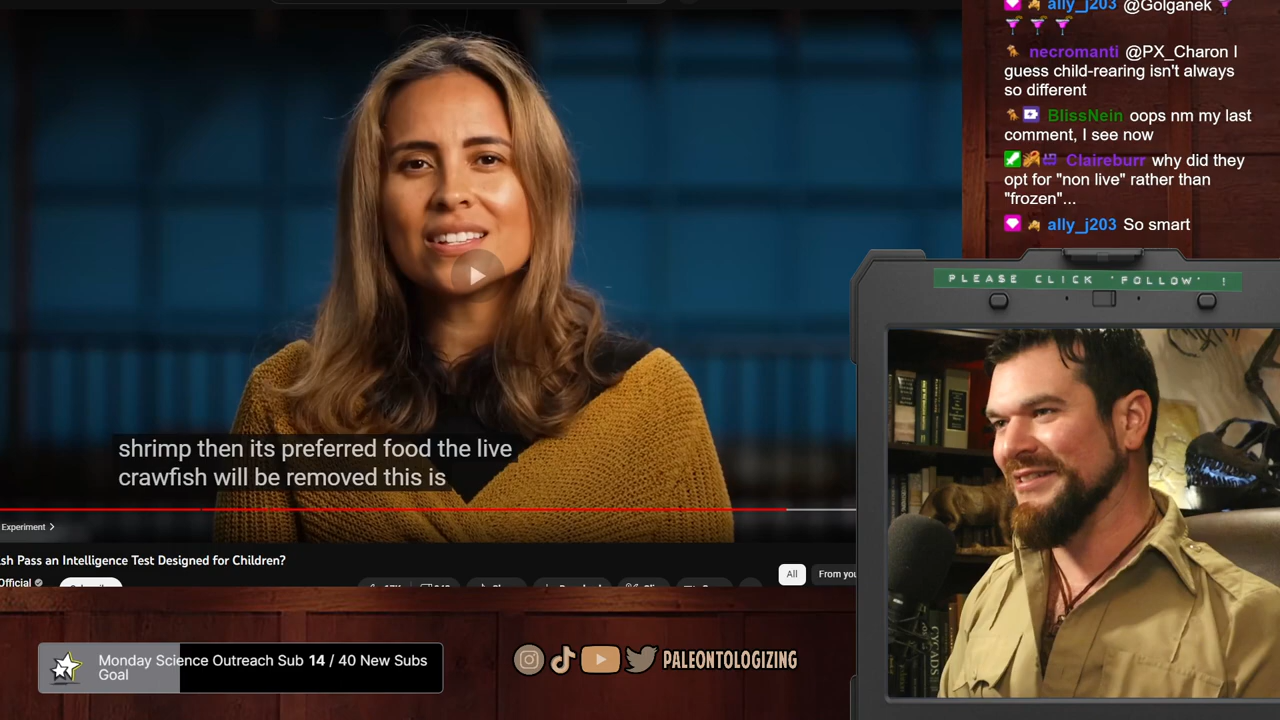 ally_j203 @Golganek
necromanti @PX_Charon I
guess child-rearing isn't always
so different
BlissNein oops nm my last
comment, I see now
Claireburr why did they
opt for "non live" rather than
"frozen"...
ally_j203 So smart
PLEASE CLICK 'FOLLOW' !
shrimp then its preferred food the live
crawfish will be removed this is
Experiment >
sh Pass an Intelligence Test Designed for Children?
Official
All
From you
CYCADS
Monday Science Outreach Sub 14 / 40 New Subs
Goal
PALEONTOLOGIZING